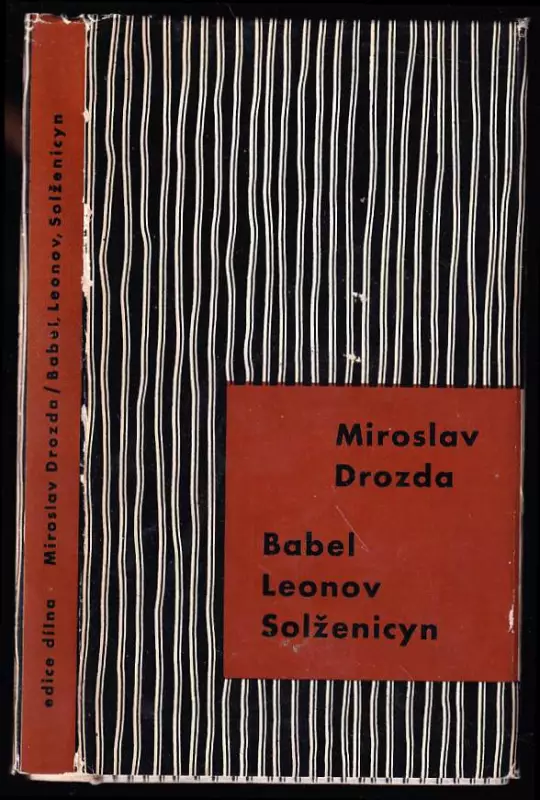 edice dílna · Miroslav Drozda/Babel, Leonov, Solženicyn
Miroslav
Drozda
Babel
Leonov
Solženicyn